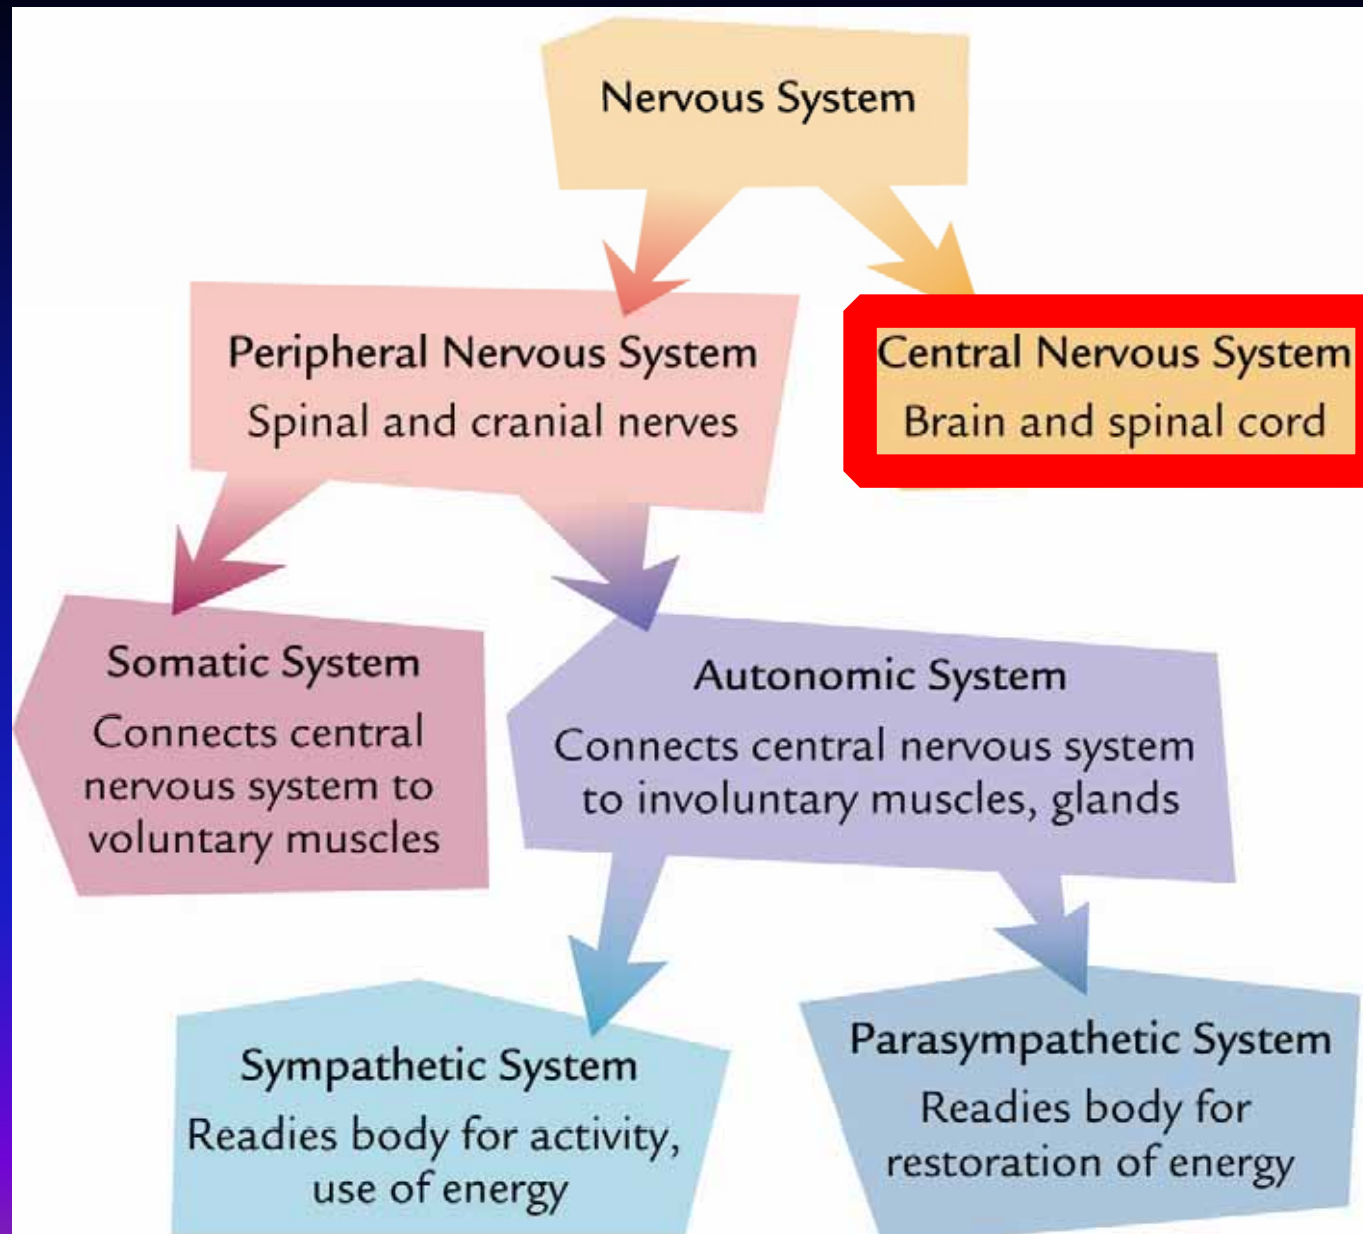 Nervous System
Peripheral Nervous System
Spinal and cranial nerves
Central Nervous System
Brain and spinal cord
Somatic System
Connects central
nervous system to
voluntary muscles
Autonomic System
Connects central nervous system
to involuntary muscles, glands
Sympathetic System
Readies body for activity,
use of energy
Parasympathetic System
Readies body for
restoration of energy